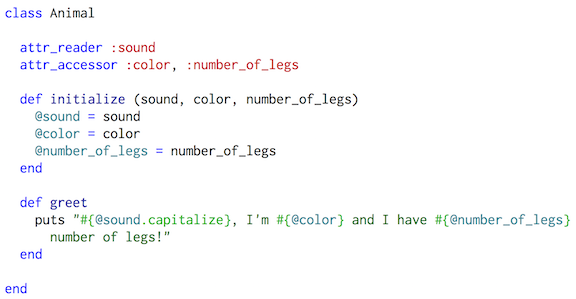 class Animal
attr_reader :sound
attr_accessor :color, :number_of_legs
def initialize (sound, color, number_of_legs)
@sound = sound
@color = color
@number_of_legs = number_of_legs
end
def greet
puts "#{@sound.capitalize}, I'm #{@color} and I have #{@number_of_legs}
number of legs!"
end
end